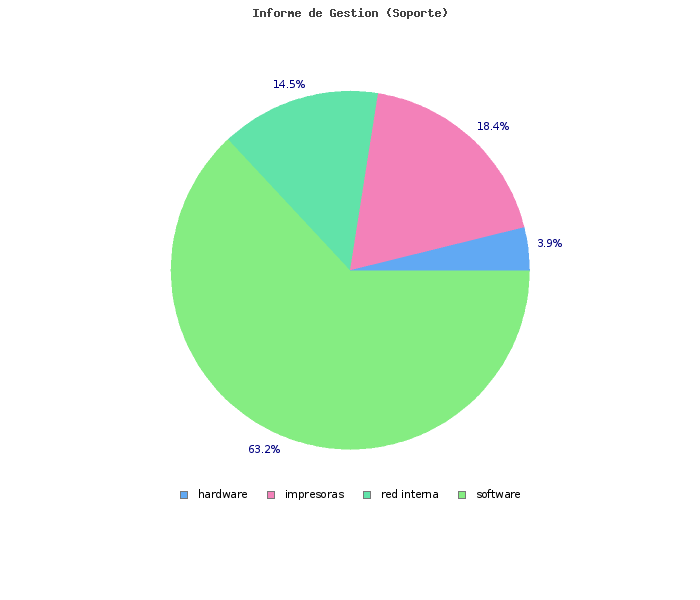 Informe de Gestion (Soporte)
14.5%
18.4%
3.9%
63.2%
hardware impresoras red interna software